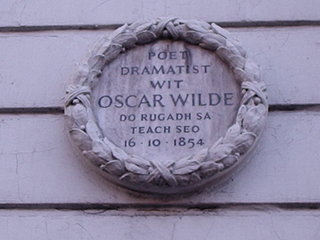 POET
DRAMATIST
WIT
OSCAR WILDE
DO RUGADH SA
TEACH SEO
16 · 10 · 1854